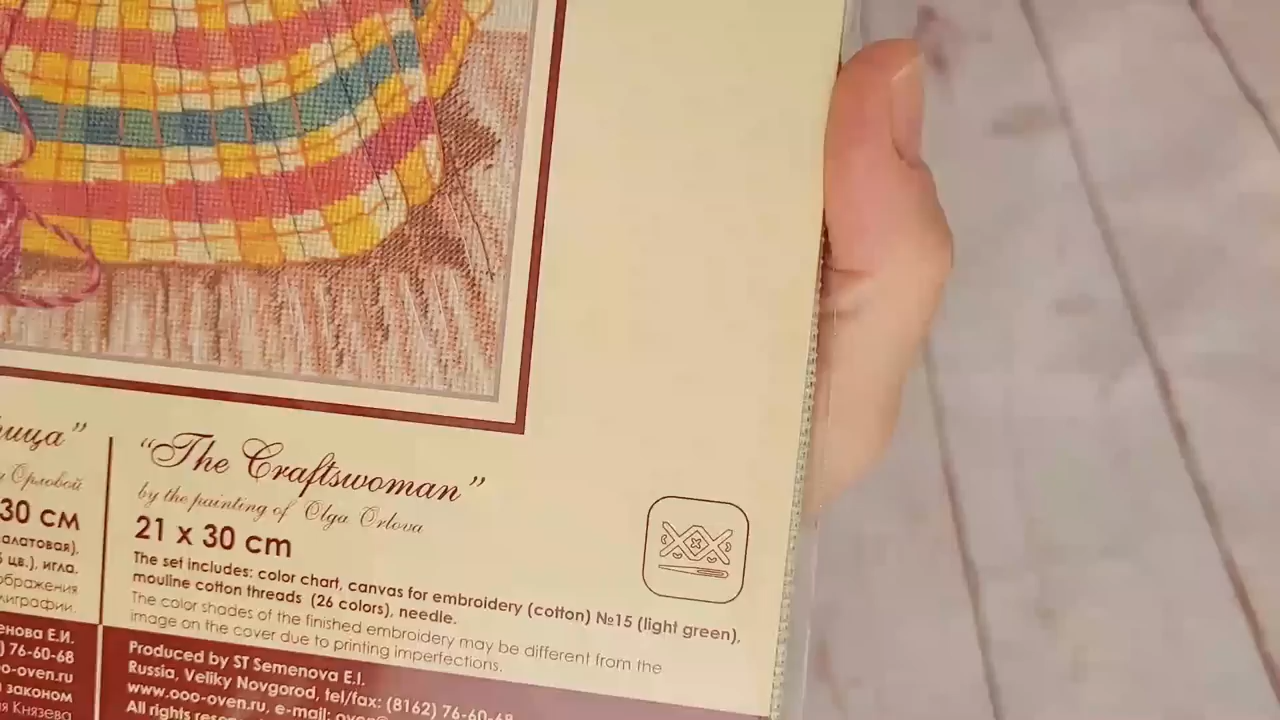 ица”
Орловой
30 см
алатовая),
цв.), игла.
ображения
лиграфии.
енова Е.И.
) 76-60-68
oo-oven.ru
законом
я Князева
“The Craftswoman”
by the painting of Olga Orlova
21 x 30 cm
The set includes: color chart, canvas for embroidery (cotton) №15 (light green),
mouline cotton threads (26 colors), needle.
The color shades of the finished embroidery may be different from the
image on the cover due to printing imperfections.
Produced by ST Semenova E.I.
Russia, Veliky Novgorod, tel/fax: (8162) 76-60-68
www.ooo-oven.ru, e-mail:
All rights